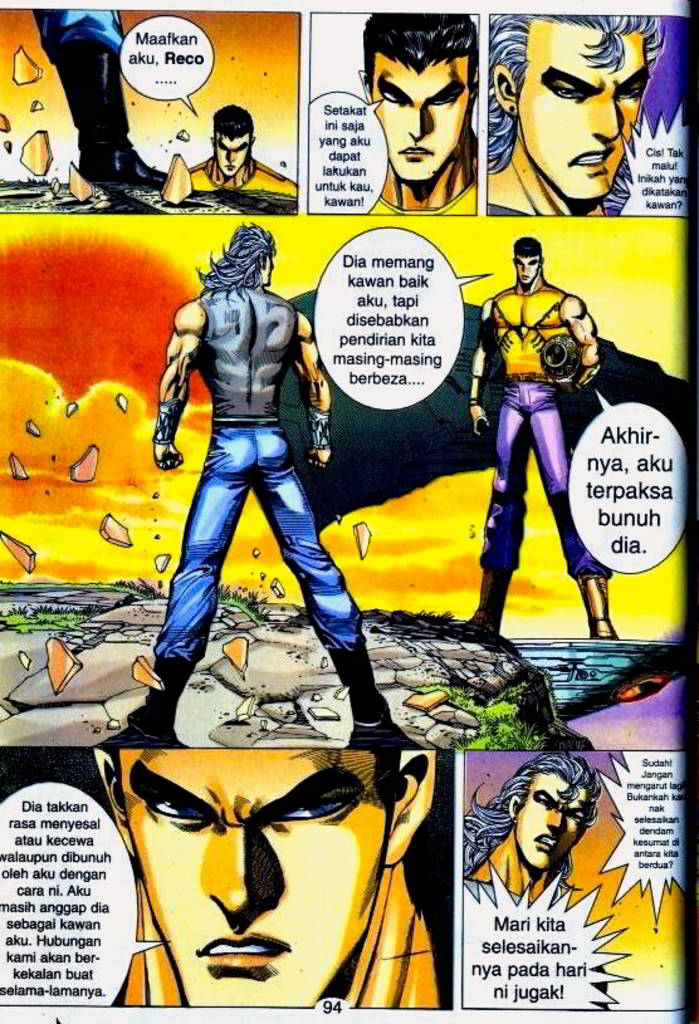 Maafkan
aku, Reco
.....
Setakat
ini saja
yang aku
dapat
lakukan
untuk kau,
kawan!
Cis! Tak
malu!
Inikah yang
dikatakan
kawan?
Dia memang
kawan baik
aku, tapi
disebabkan
pendirian kita
masing-masing
berbeza....
Akhir-
nya, aku
terpaksa
bunuh
dia.
Dia takkan
rasa menyesal
atau kecewa
walaupun dibunuh
oleh aku dengan
cara ni. Aku
masih anggap dia
sebagai kawan
aku. Hubungan
kami akan ber-
kekalan buat
selama-lamanya.
Sudah!
Jangan
mengarut lagi
Bukankah kau
nak
selesaikan
dendam
kesumat di
antara kita
berdua?
Mari kita
selesaikan-
nya pada hari
ni jugak!
94